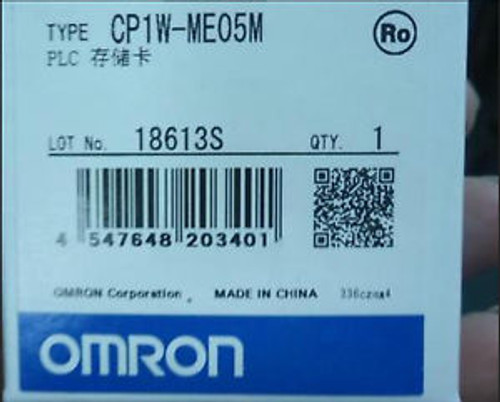 TYPE CP1W-ME05M Ro
PLC 存储卡
LOT No. 18613S QTY. 1
4 547648 203401
OMRON Corporation. MADE IN CHINA
OMRON